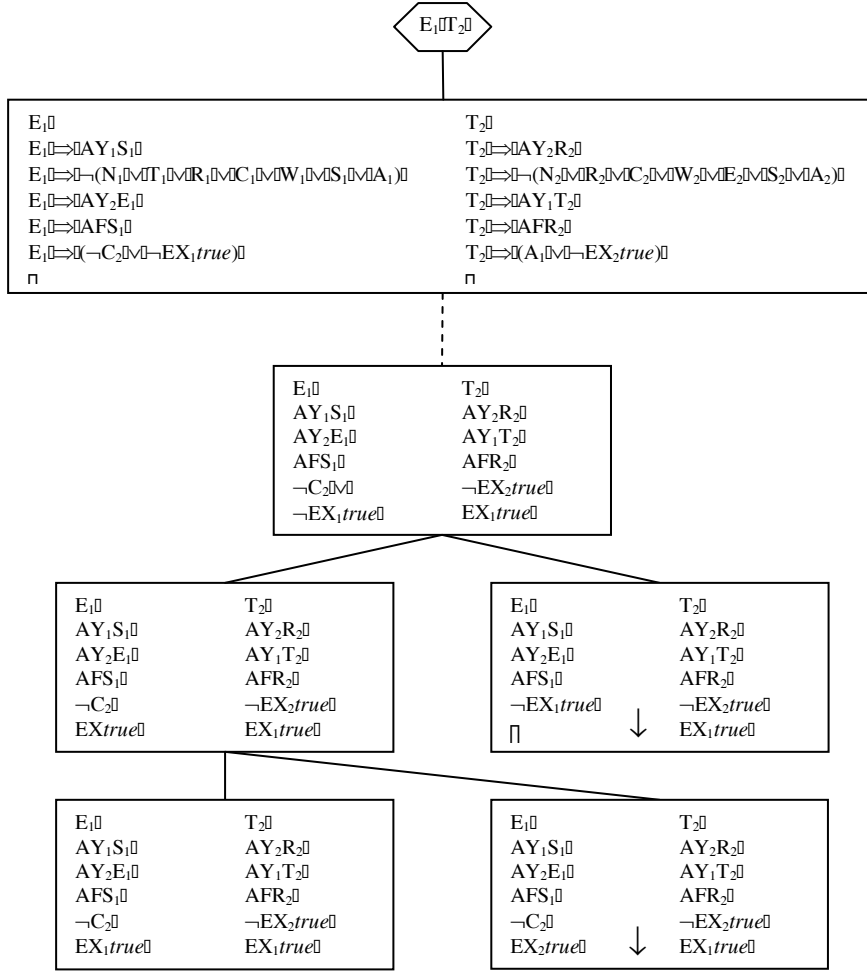 E₁▯T₂▯
E₁▯ T₂▯
E₁▯⇒▯AY₁S₁▯ T₂▯⇒▯AY₂R₂▯
E₁▯⇒▯¬(N₁▯∨▯T₁▯∨▯R₁▯∨▯C₁▯∨▯W₁▯∨▯S₁▯∨▯A₁)▯ T₂▯⇒▯¬(N₂▯∨▯R₂▯∨▯C₂▯∨▯W₂▯∨▯E₂▯∨▯S₂▯∨▯A₂)▯
E₁▯⇒▯AY₂E₁▯ T₂▯⇒▯AY₁T₂▯
E₁▯⇒▯AFS₁▯ T₂▯⇒▯AFR₂▯
E₁▯⇒▯(¬C₂▯∨▯¬EX₁true)▯ T₂▯⇒▯(A₁▯∨▯¬EX₂true)▯
▯ ▯
E₁▯ T₂▯
AY₁S₁▯ AY₂R₂▯
AY₂E₁▯ AY₁T₂▯
AFS₁▯ AFR₂▯
¬C₂▯∨▯ ¬EX₂true▯
¬EX₁true▯ EX₁true▯
E₁▯ T₂▯
AY₁S₁▯ AY₂R₂▯
AY₂E₁▯ AY₁T₂▯
AFS₁▯ AFR₂▯
¬C₂▯ ¬EX₂true▯
EXtrue▯ EX₁true▯
E₁▯ T₂▯
AY₁S₁▯ AY₂R₂▯
AY₂E₁▯ AY₁T₂▯
AFS₁▯ AFR₂▯
¬EX₁true▯ ¬EX₂true▯
▯ ↓ EX₁true▯
E₁▯ T₂▯
AY₁S₁▯ AY₂R₂▯
AY₂E₁▯ AY₁T₂▯
AFS₁▯ AFR₂▯
¬C₂▯ ¬EX₂true▯
EX₁true▯ EX₁true▯
E₁▯ T₂▯
AY₁S₁▯ AY₂R₂▯
AY₂E₁▯ AY₁T₂▯
AFS₁▯ AFR₂▯
¬C₂▯ ¬EX₂true▯
EX₂true▯ ↓ EX₁true▯